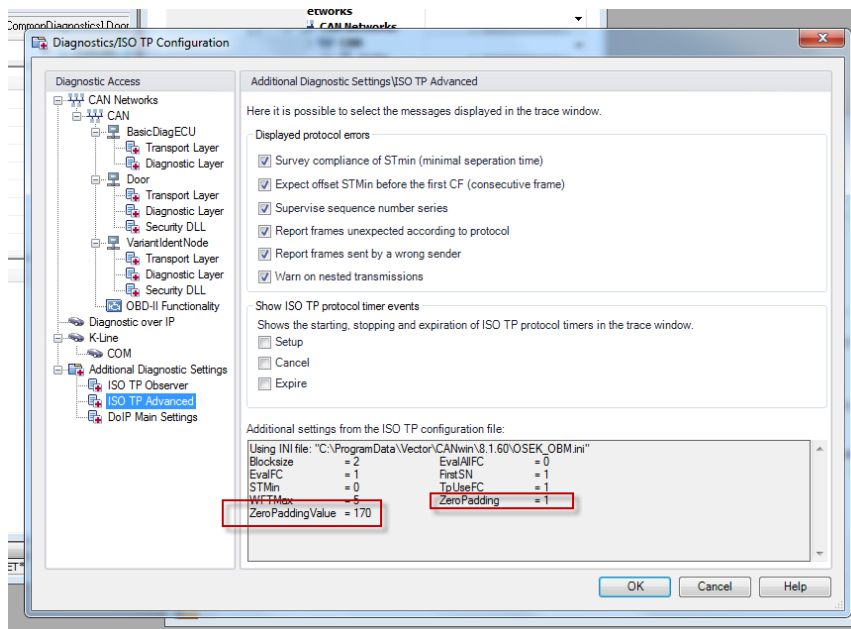 etworks
CAN Networks
CommonDiagnostics] Door
Diagnostics/ISO TP Configuration
Diagnostic Access
CAN Networks
CAN
BasicDiagECU
Transport Layer
Diagnostic Layer
Door
Transport Layer
Diagnostic Layer
Security DLL
VariantIdentNode
Transport Layer
Diagnostic Layer
Security DLL
OBD-II Functionality
Diagnostic over IP
K-Line
COM
Additional Diagnostic Settings
ISO TP Observer
ISO TP Advanced
DoIP Main Settings
Additional Diagnostic Settings\ISO TP Advanced
Here it is possible to select the messages displayed in the trace window.
Displayed protocol errors
Survey compliance of STmin (minimal seperation time)
Expect offset STMin before the first CF (consecutive frame)
Supervise sequence number series
Report frames unexpected according to protocol
Report frames sent by a wrong sender
Warn on nested transmissions
Show ISO TP protocol timer events
Shows the starting, stopping and expiration of ISO TP protocol timers in the trace window.
Setup
Cancel
Expire
Additional settings from the ISO TP configuration file:
Using INI file: "C:\ProgramData\Vector\CANwin\8.1.60\OSEK_OBM.ini"
Blocksize = 2 EvalAllFC = 0
EvalFC = 1 FirstSN = 1
STMin = 0 TpUseFC = 1
WFTMax = 5 ZeroPadding = 1
ZeroPaddingValue = 170
ET*
OK Cancel Help